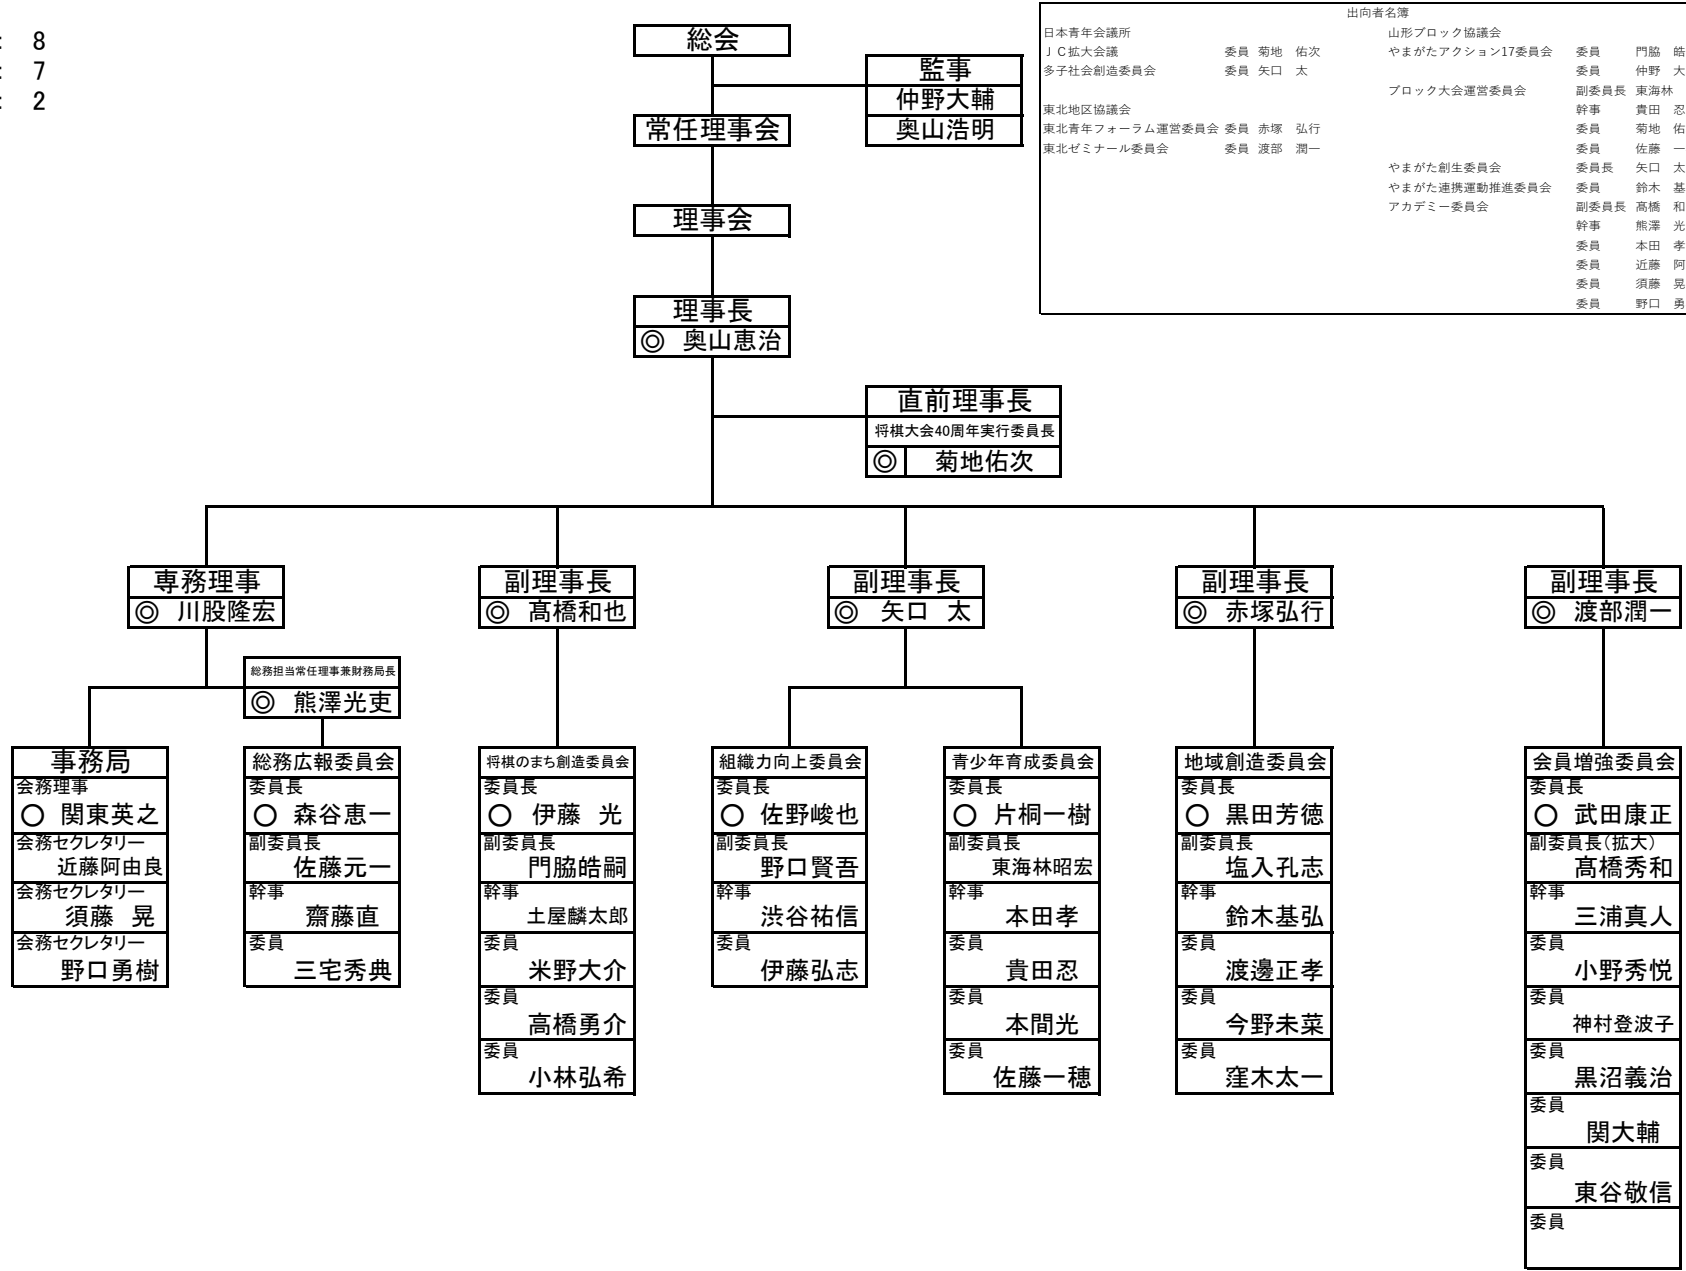 : 8
: 7
: 2
出向者名簿
日本青年会議所
ＪＣ拡大会議 委員 菊地 佑次
多子社会創造委員会 委員 矢口 太
東北地区協議会
東北青年フォーラム運営委員会 委員 赤塚 弘行
東北ゼミナール委員会 委員 渡部 潤一
山形ブロック協議会
やまがたアクション17委員会 委員 門脇 皓
委員 仲野 大
ブロック大会運営委員会 副委員長 東海林
幹事 貴田 忍
委員 菊地 佑
委員 佐藤 一
やまがた創生委員会 委員長 矢口 太
やまがた連携運動推進委員会 委員 鈴木 基
アカデミー委員会 副委員長 髙橋 和
幹事 熊澤 光
委員 本田 孝
委員 近藤 阿
委員 須藤 晃
委員 野口 勇
総会
監事
仲野大輔
奥山浩明
常任理事会
理事会
理事長
◎ 奥山恵治
直前理事長
将棋大会40周年実行委員長
◎ 菊地佑次
専務理事
◎ 川股隆宏
総務担当常任理事兼財務局長
◎ 熊澤光吏
事務局
会務理事
○ 関東英之
会務セクレタリー
近藤阿由良
会務セクレタリー
須藤 晃
会務セクレタリー
野口勇樹
総務広報委員会
委員長
○ 森谷恵一
副委員長
佐藤元一
幹事
齋藤直
委員
三宅秀典
副理事長
◎ 髙橋和也
将棋のまち創造委員会
委員長
○ 伊藤 光
副委員長
門脇皓嗣
幹事
土屋麟太郎
委員
米野大介
委員
高橋勇介
委員
小林弘希
副理事長
◎ 矢口 太
組織力向上委員会
委員長
○ 佐野峻也
副委員長
野口賢吾
幹事
渋谷祐信
委員
伊藤弘志
青少年育成委員会
委員長
○ 片桐一樹
副委員長
東海林昭宏
幹事
本田孝
委員
貴田忍
委員
本間光
委員
佐藤一穂
副理事長
◎ 赤塚弘行
地域創造委員会
委員長
○ 黒田芳徳
副委員長
塩入孔志
幹事
鈴木基弘
委員
渡邊正孝
委員
今野未菜
委員
窪木太一
副理事長
◎ 渡部潤一
会員増強委員会
委員長
○ 武田康正
副委員長（拡大）
髙橋秀和
幹事
三浦真人
委員
小野秀悦
委員
神村登波子
委員
黒沼義治
委員
関大輔
委員
東谷敬信
委員